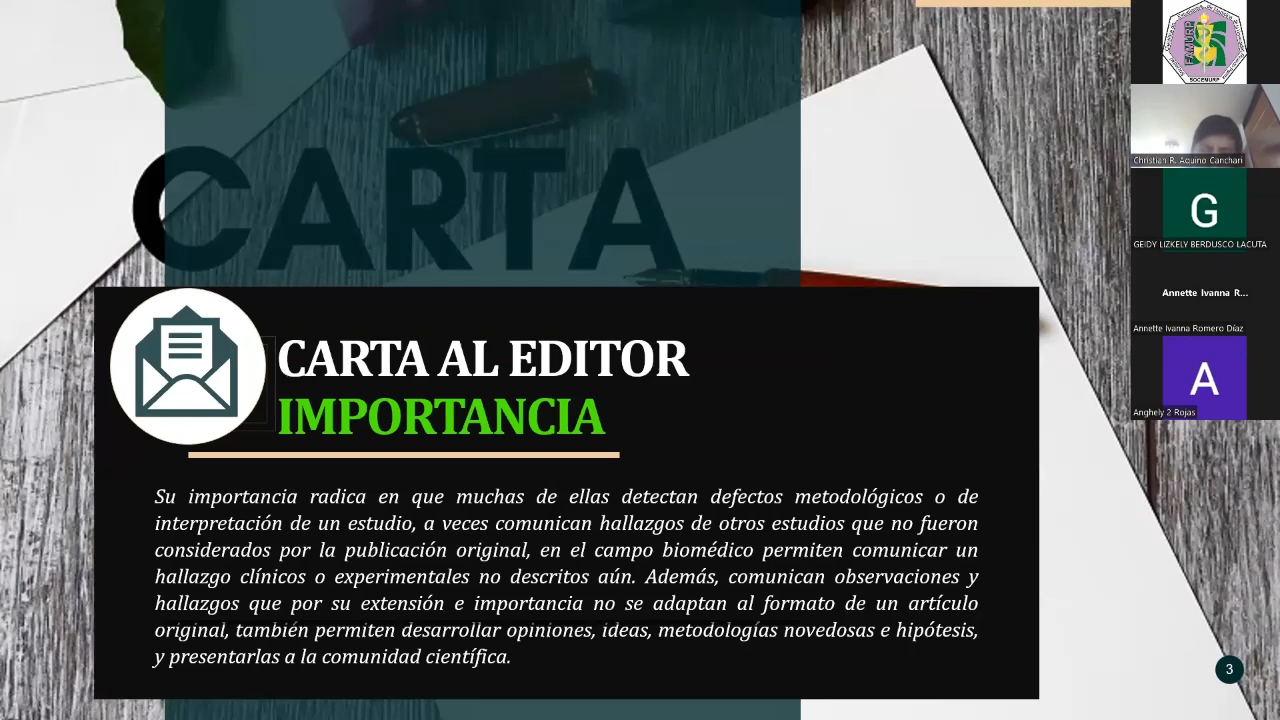 CARTA
CARTA AL EDITOR
IMPORTANCIA
Su importancia radica en que muchas de ellas detectan defectos metodológicos o de
interpretación de un estudio, a veces comunican hallazgos de otros estudios que no fueron
considerados por la publicación original, en el campo biomédico permiten comunicar un
hallazgo clínicos o experimentales no descritos aún. Además, comunican observaciones y
hallazgos que por su extensión e importancia no se adaptan al formato de un artículo
original, también permiten desarrollar opiniones, ideas, metodologías novedosas e hipótesis,
y presentarlas a la comunidad científica.
3
FAMURP
SOCEMURP
Christian R. Aquino Canchari
G
GEIDY LIZKELY BERDUSCO LACUTA
Annette Ivanna R...
Annette Ivanna Romero Díaz
A
Anghely 2 Rojas